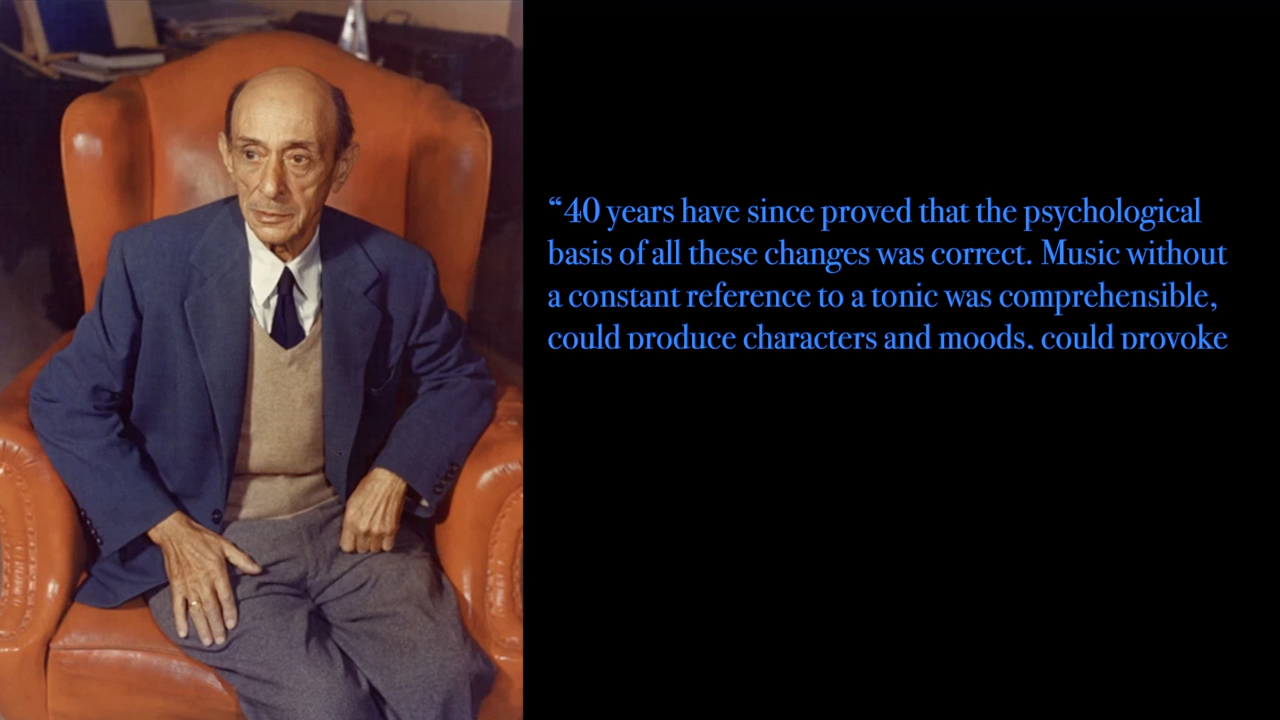 “40 years have since proved that the psychological
basis of all these changes was correct. Music without
a constant reference to a tonic was comprehensible,
could produce characters and moods, could provoke